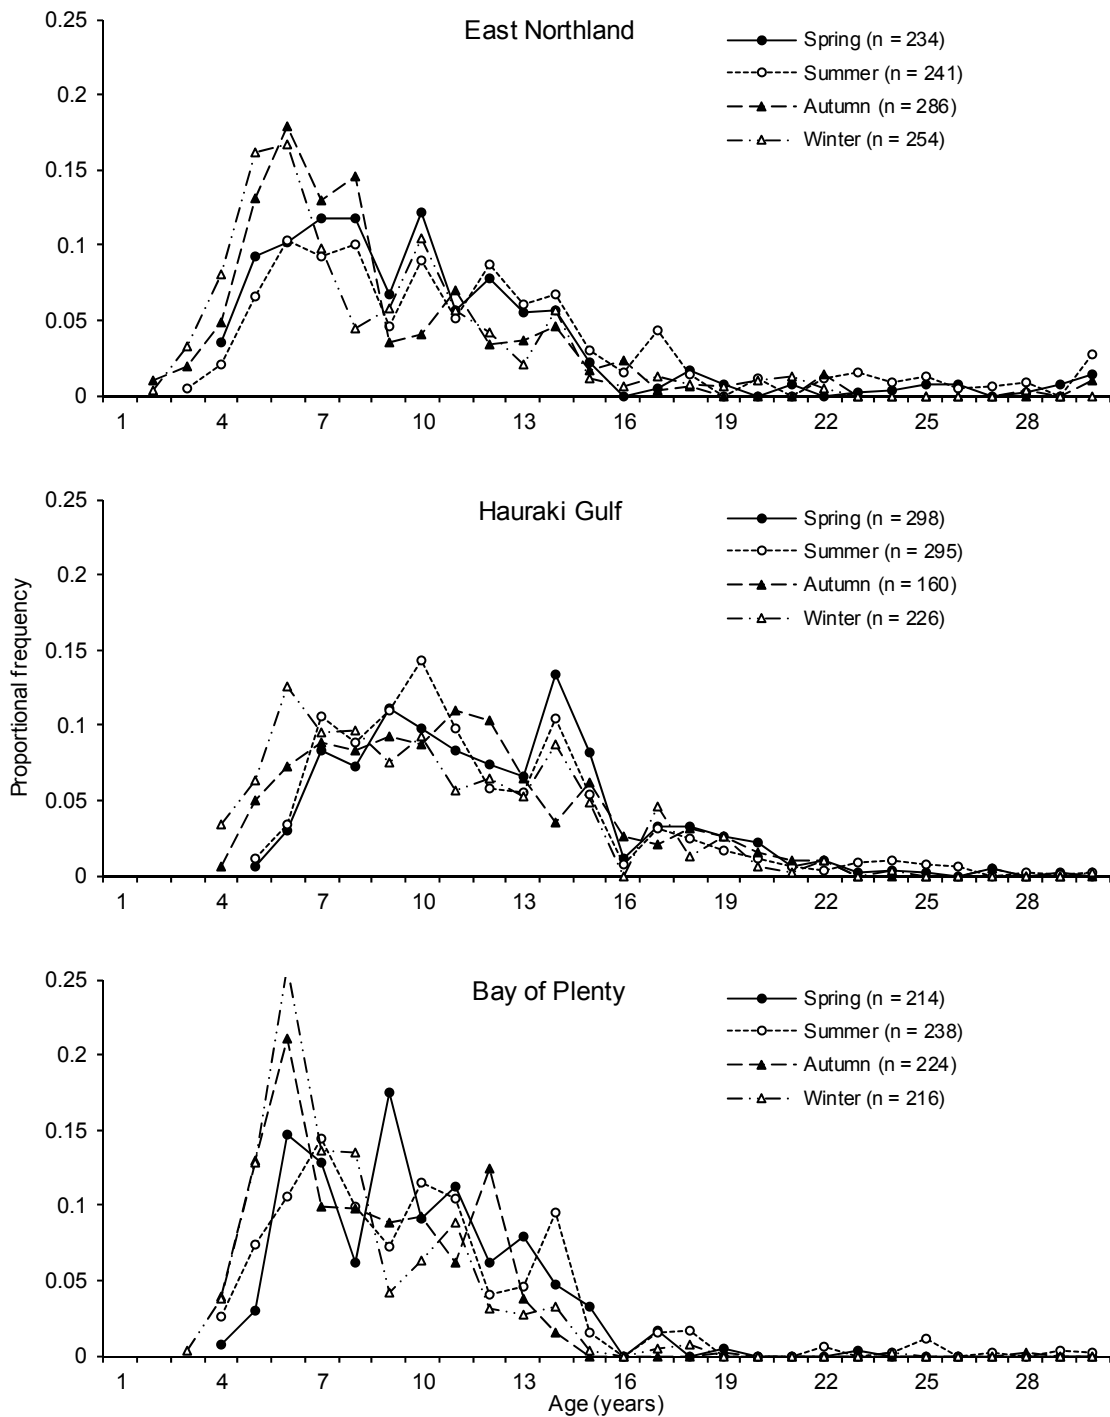 East Northland
0.25
0.2
0.15
0.1
0.05
0
Spring (n = 234)
Summer (n = 241)
Autumn (n = 286)
Winter (n = 254)
1 4 7 10 13 16 19 22 25 28
Hauraki Gulf
0.25
0.2
0.15
0.1
0.05
0
Spring (n = 298)
Summer (n = 295)
Autumn (n = 160)
Winter (n = 226)
1 4 7 10 13 16 19 22 25 28
Proportional frequency
Bay of Plenty
0.25
0.2
0.15
0.1
0.05
0
Spring (n = 214)
Summer (n = 238)
Autumn (n = 224)
Winter (n = 216)
1 4 7 10 13 16 19 22 25 28
Age (years)